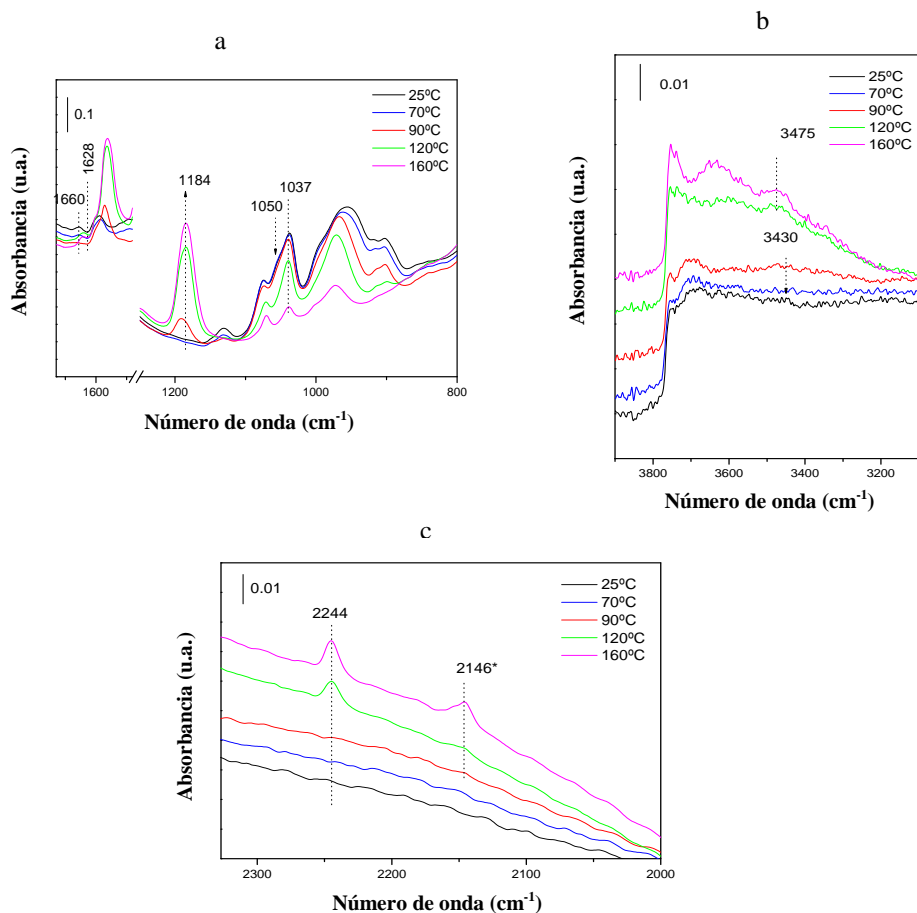 a
0.1
25ºC
70ºC
90ºC
120ºC
160ºC
1660
1628
1184
1050
1037
Absorbancia (u.a.)
1600
1200
1000
800
Número de onda (cm-1)
b
0.01
25ºC
70ºC
90ºC
120ºC
160ºC
3475
3430
Absorbancia (u.a.)
3800
3600
3400
3200
Número de onda (cm-1)
c
0.01
25ºC
70ºC
90ºC
120ºC
160ºC
2244
2146*
Absorbancia (u.a.)
2300
2200
2100
2000
Número de onda (cm-1)